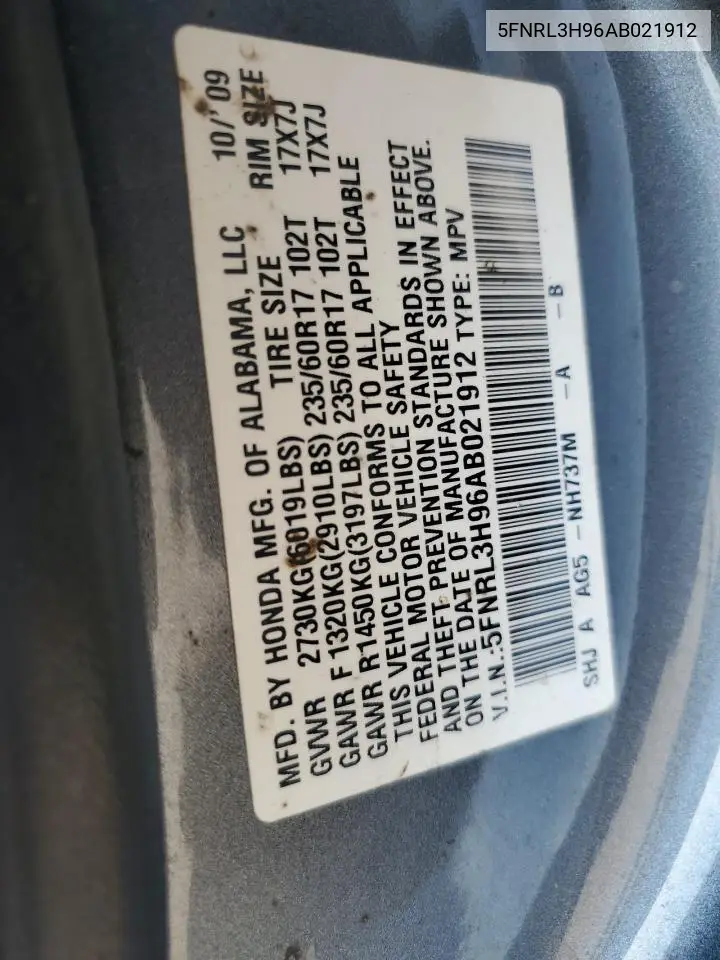 5FNRL3H96AB021912
MFD. BY HONDA MFG. OF ALABAMA, LLC 10/'09
GVWR 2730KG(6019LBS) TIRE SIZE RIM SIZE
GAWR F 1320KG(2910LBS) 235/60R17 102T 17X7J
GAWR R1450KG(3197LBS) 235/60R17 102T 17X7J
THIS VEHICLE CONFORMS TO ALL APPLICABLE
FEDERAL MOTOR VEHICLE SAFETY
AND THEFT PREVENTION STANDARDS IN EFFECT
ON THE DATE OF MANUFACTURE SHOWN ABOVE.
V.I.N.:5FNRL3H96AB021912 TYPE: MPV
SHJ A AG5 -NH737M -A -B